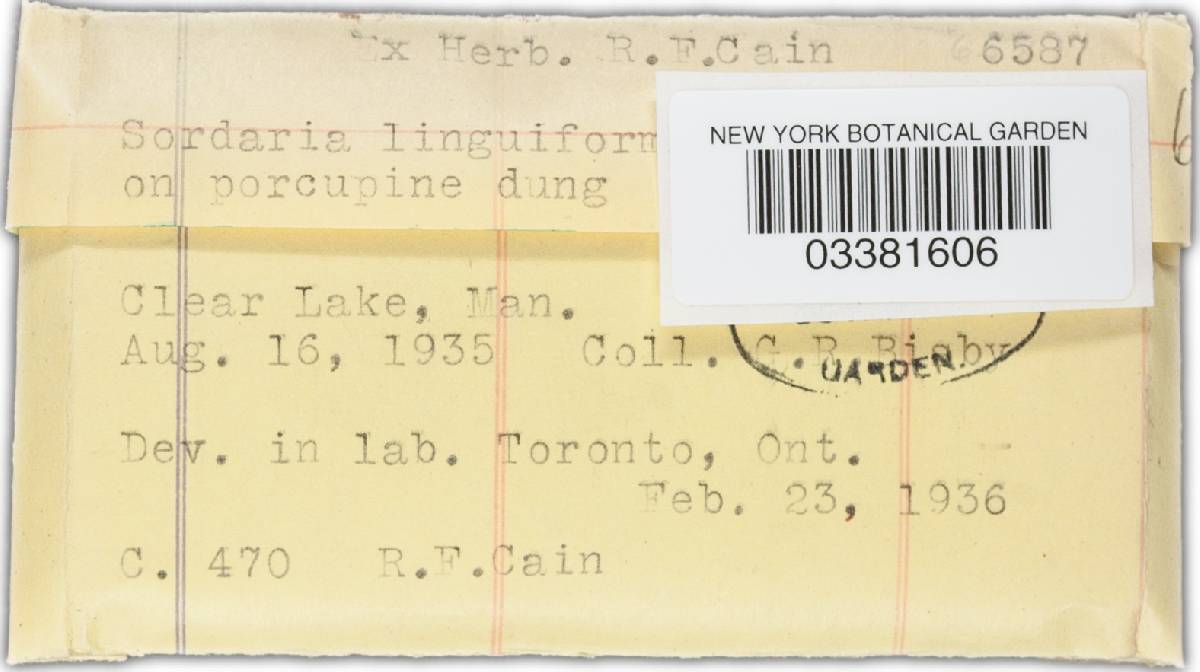 Ex Herb. R.F.Cain 6587
Sordaria linguiform
on porcupine dung
NEW YORK BOTANICAL GARDEN
03381606
Clear Lake, Man.
Aug. 16, 1935 Coll. G.R.Bisby
GARDEN.
Dev. in lab. Toronto, Ont.
Feb. 23, 1936
C. 470 R.F.Cain